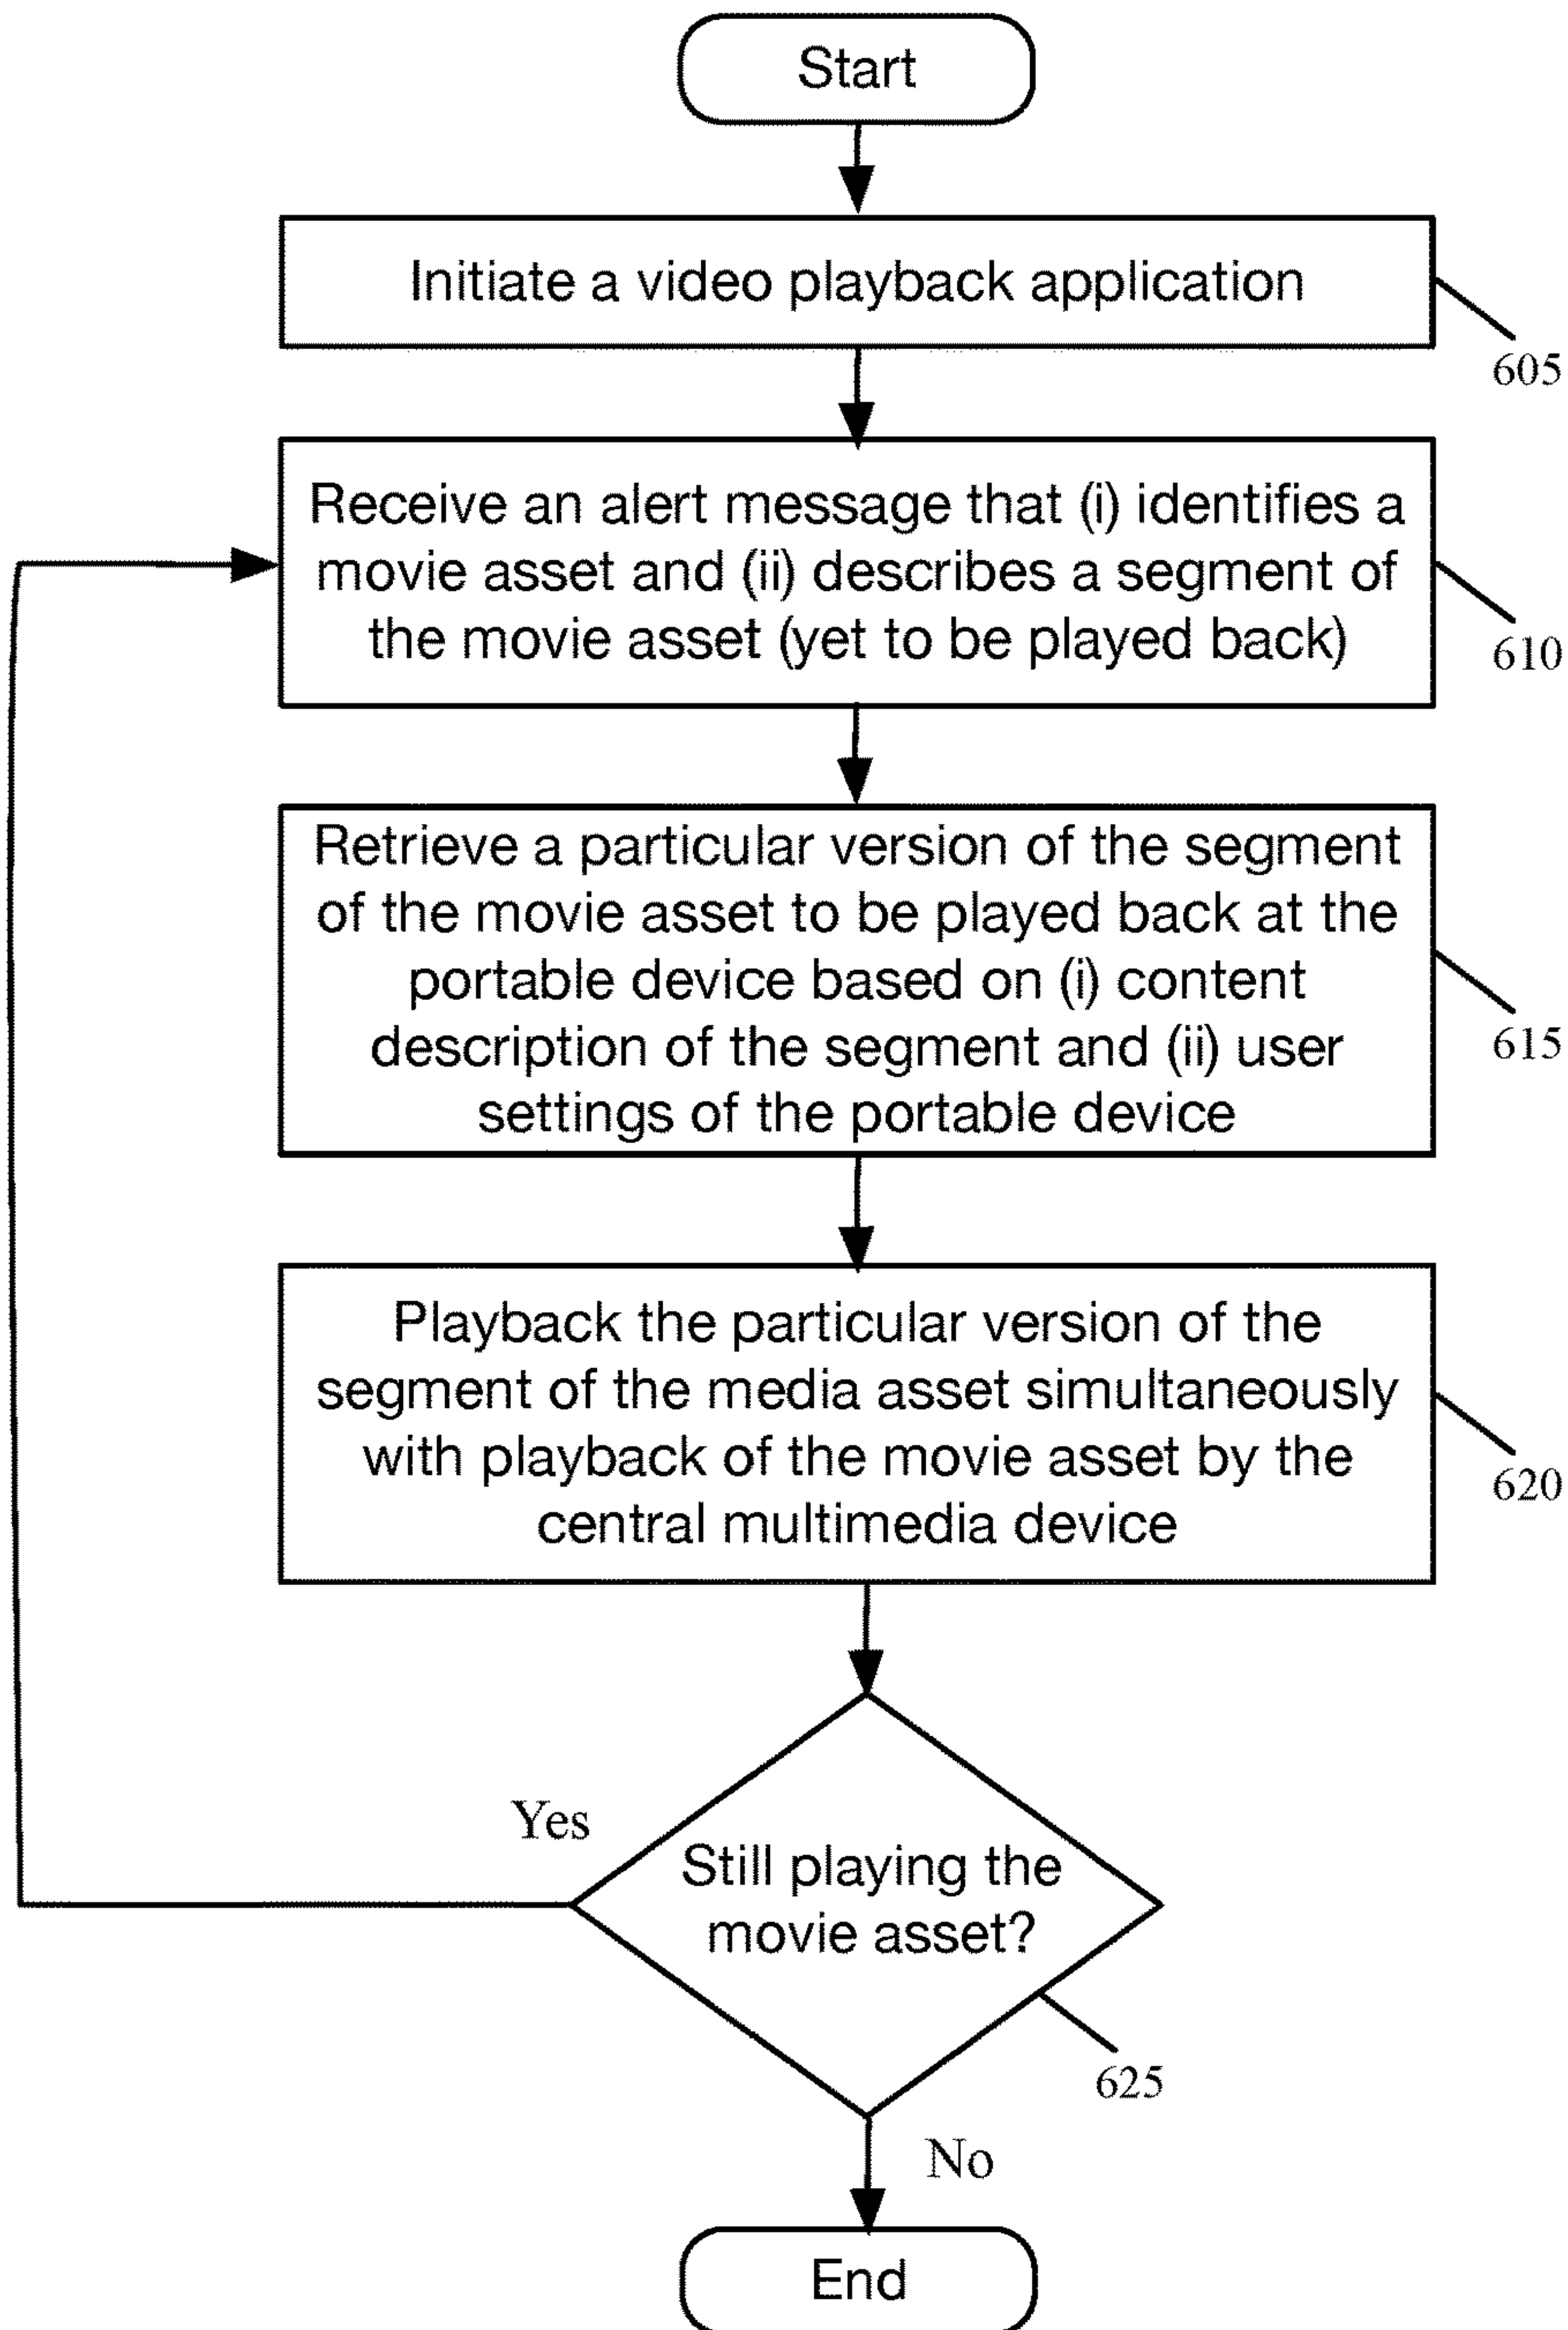 Start
Initiate a video playback application
605
Receive an alert message that (i) identifies a
movie asset and (ii) describes a segment of
the movie asset (yet to be played back)
610
Retrieve a particular version of the segment
of the movie asset to be played back at the
portable device based on (i) content
description of the segment and (ii) user
settings of the portable device
615
Playback the particular version of the
segment of the media asset simultaneously
with playback of the movie asset by the
central multimedia device
620
Yes
Still playing the
movie asset?
625
No
End